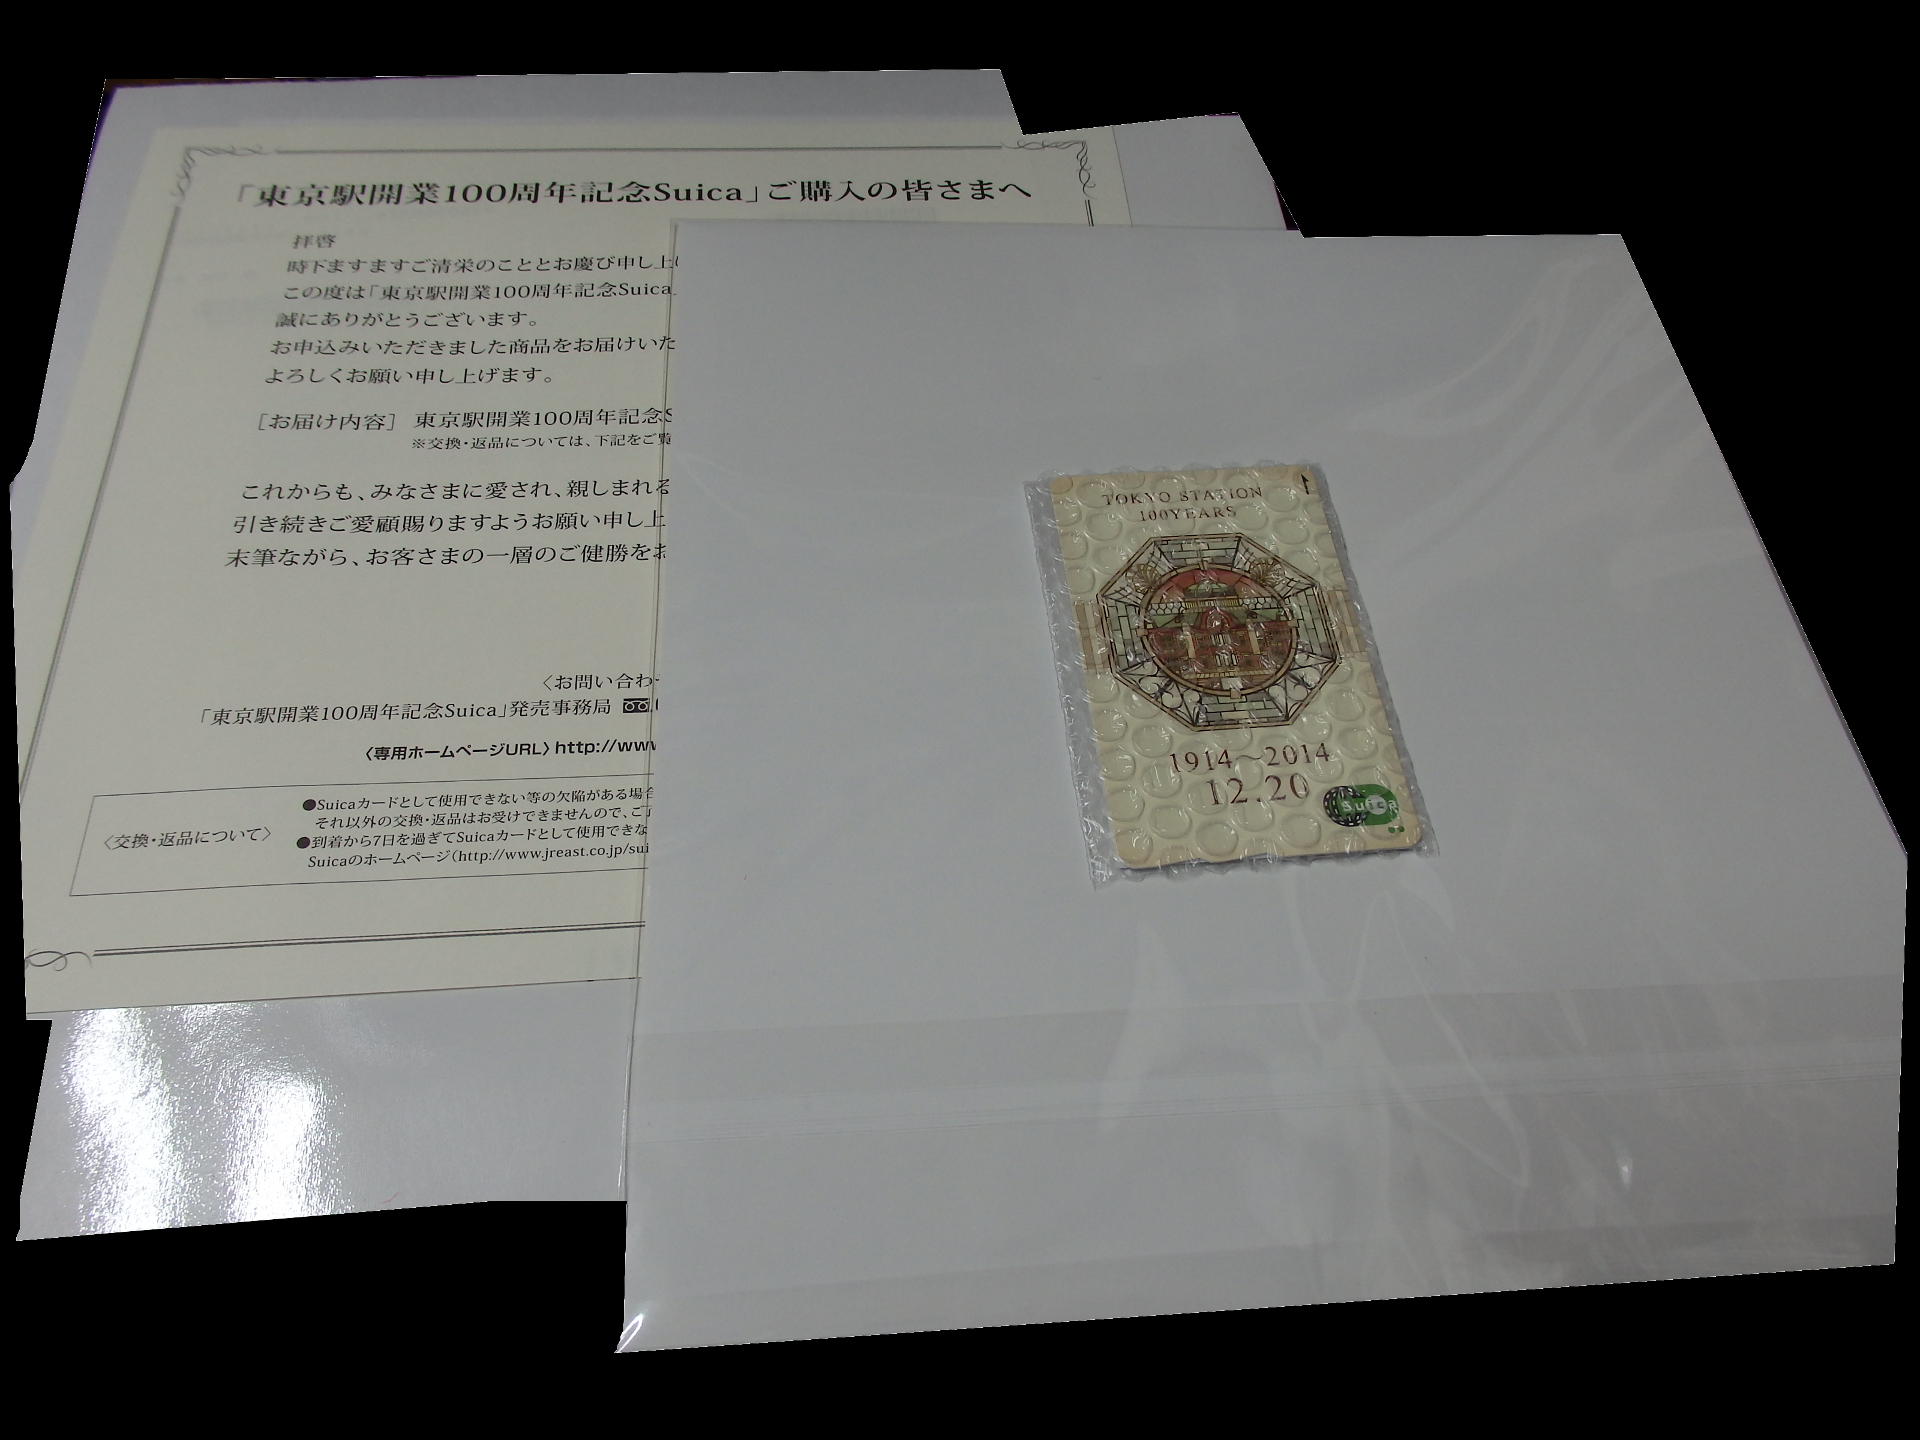 「東京駅開業100周年記念Suica」ご購入の皆さまへ
拝啓
時下ますますご清栄のこととお慶び申し上
この度は「東京駅開業100周年記念Suica」
誠にありがとうございます。
お申込みいただきました商品をお届けいた
よろしくお願い申し上げます。
［お届け内容］ 東京駅開業100周年記念S
※交換・返品については、下記をご覧
これからも、みなさまに愛され、親しまれる
引き続きご愛顧賜りますようお願い申し上
末筆ながら、お客さまの一層のご健勝をお
〈お問い合わせ
「東京駅開業100周年記念Suica」発売事務局
〈専用ホームページURL〉http://www
〈交換・返品について〉
●Suicaカードとして使用できない等の欠陥がある場合
それ以外の交換・返品はお受けできませんので、ご了
●到着から7日を過ぎてSuicaカードとして使用できな
Suicaのホームページ（http://www.jreast.co.jp/sui
TOKYO STATION
100YEARS
1914～2014
12.20
Suica